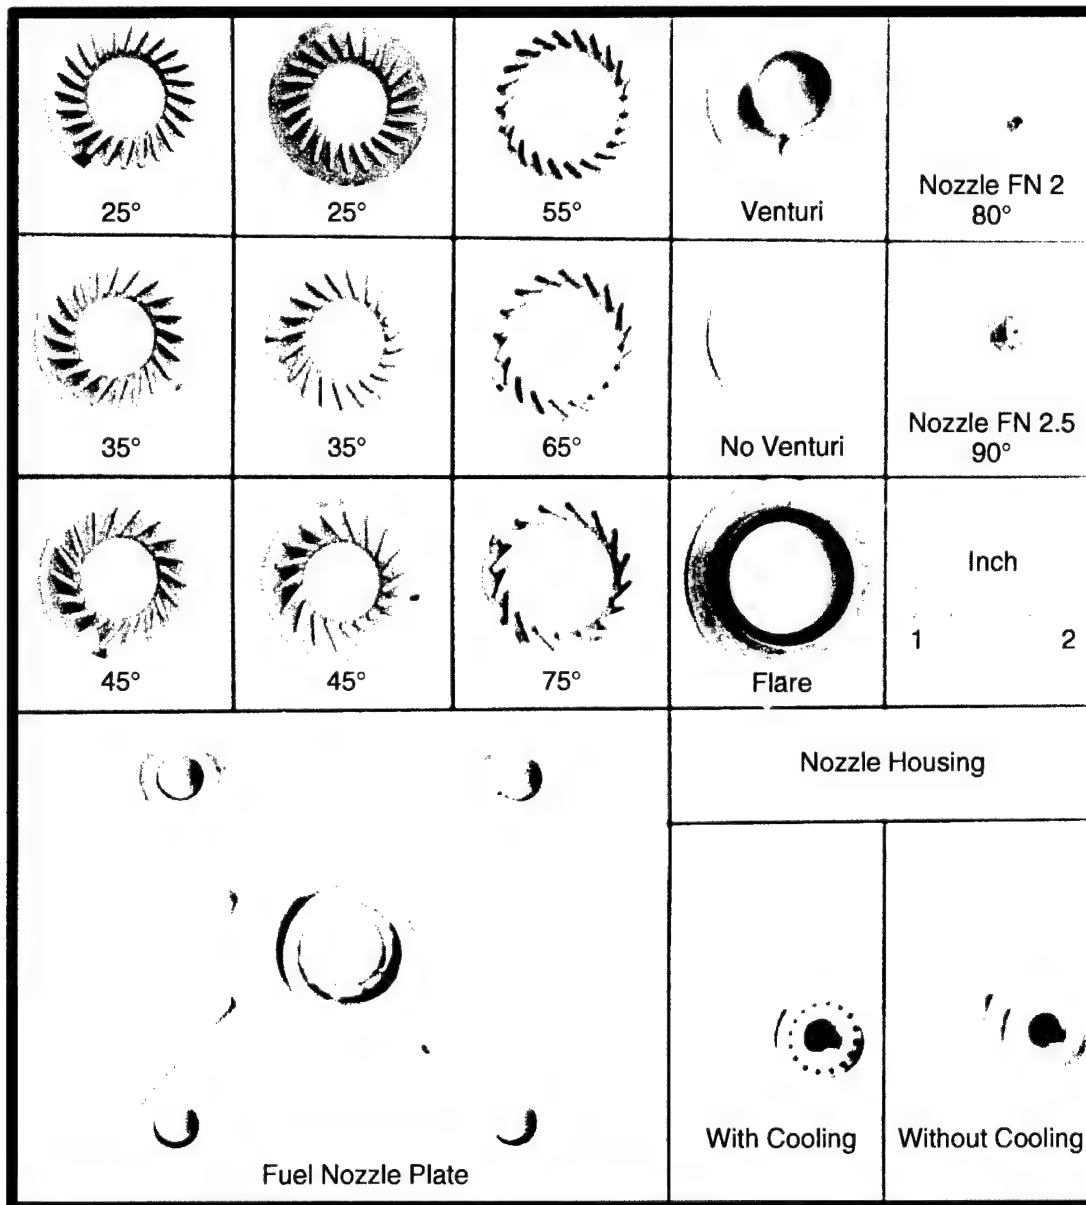 25°
25°
55°
Venturi
Nozzle FN 2
80°
35°
35°
65°
No Venturi
Nozzle FN 2.5
90°
45°
45°
75°
Flare
Inch
1 2
Nozzle Housing
With Cooling
Without Cooling
Fuel Nozzle Plate